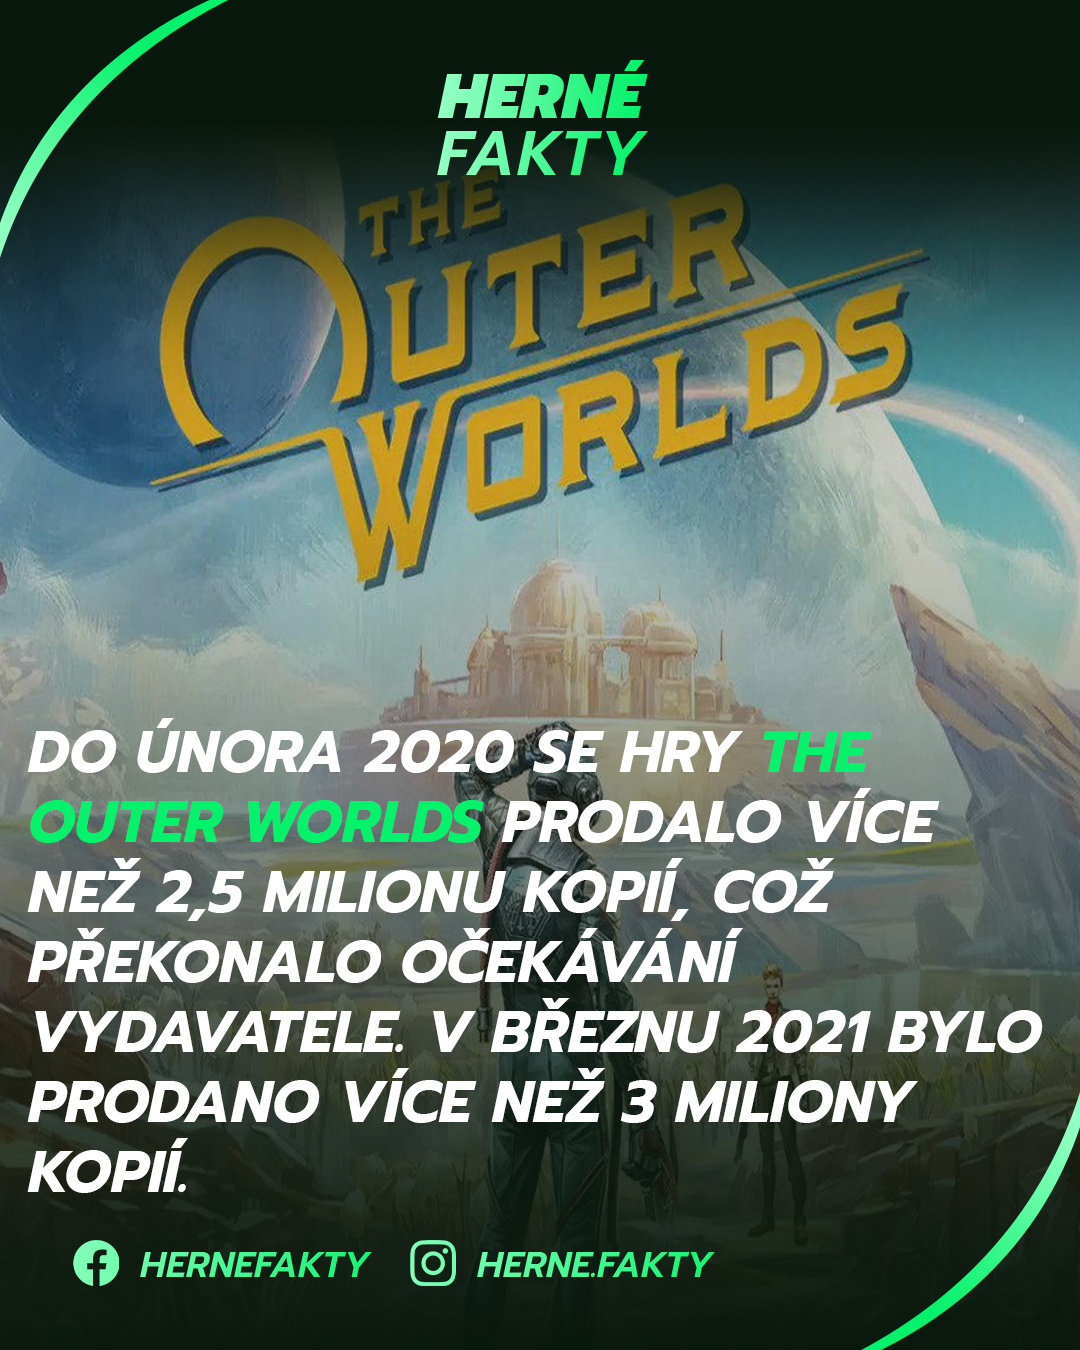 HERNÉ
FAKTY
THE
OUTER
WORLDS
DO ÚNORA 2020 SE HRY THE
OUTER WORLDS PRODALO VÍCE
NEŽ 2,5 MILIONU KOPIÍ, COŽ
PŘEKONALO OČEKÁVÁNÍ
VYDAVATELE. V BŘEZNU 2021 BYLO
PRODANO VÍCE NEŽ 3 MILIONY
KOPIÍ.
HERNEFAKTY HERNE.FAKTY